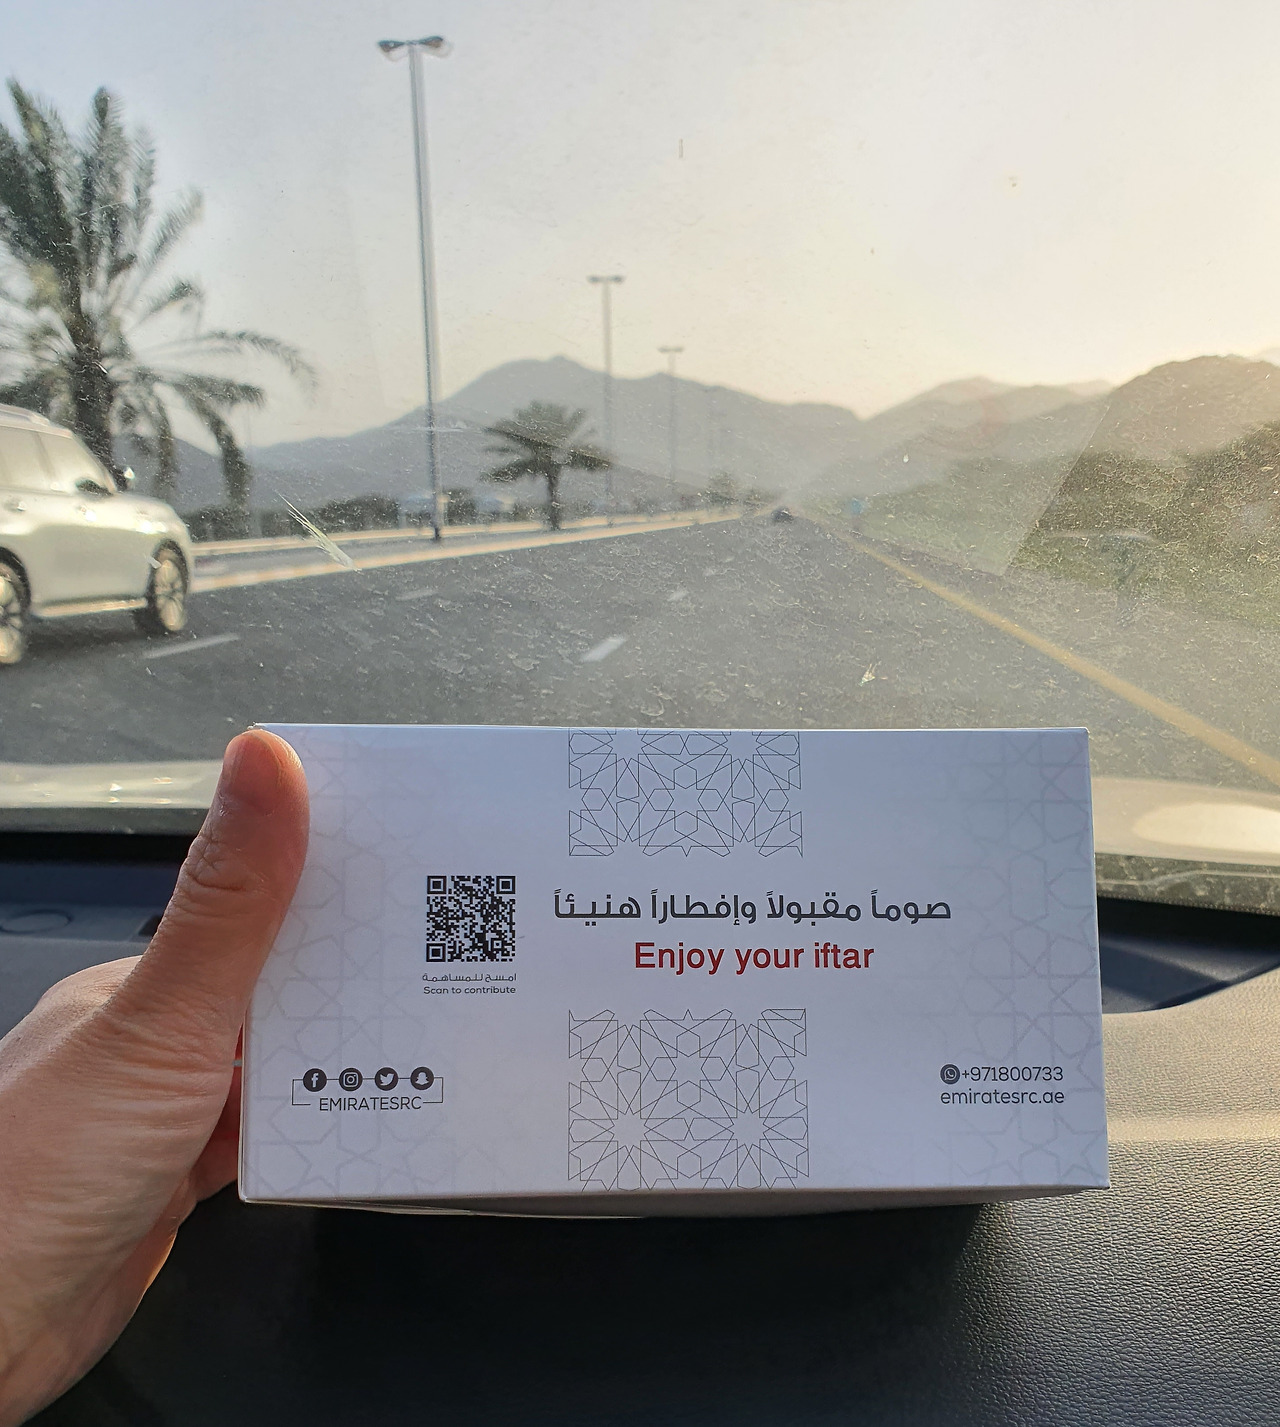 صوماً مقبولاً وإفطاراً هنيئاً
Enjoy your iftar
امسح للمساهمة
Scan to contribute
EMIRATESRC
+971800733
emiratesrc.ae